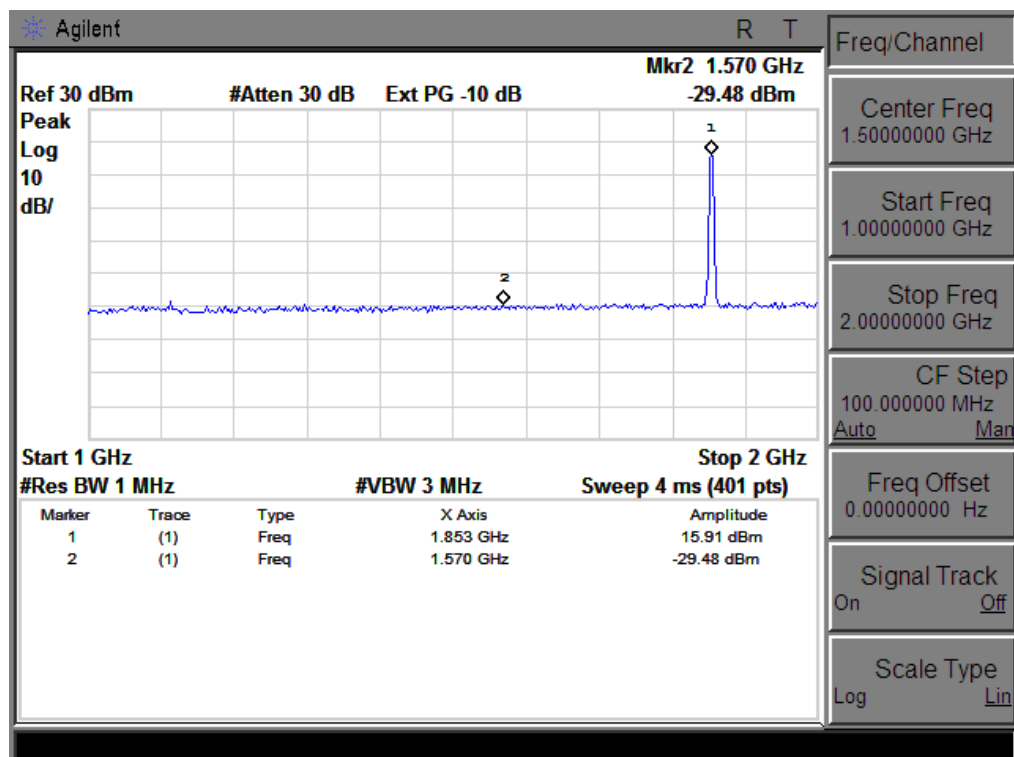 Agilent R T
Freq/Channel
Mkr2 1.570 GHz
Ref 30 dBm #Atten 30 dB Ext PG -10 dB -29.48 dBm
Peak
Log
10
dB/
1
2
Start 1 GHz Stop 2 GHz
#Res BW 1 MHz #VBW 3 MHz Sweep 4 ms (401 pts)
Marker Trace Type X Axis Amplitude
1 (1) Freq 1.853 GHz 15.91 dBm
2 (1) Freq 1.570 GHz -29.48 dBm
Center Freq
1.50000000 GHz
Start Freq
1.00000000 GHz
Stop Freq
2.00000000 GHz
CF Step
100.000000 MHz
Auto Man
Freq Offset
0.00000000 Hz
Signal Track
On Off
Scale Type
Log Lin